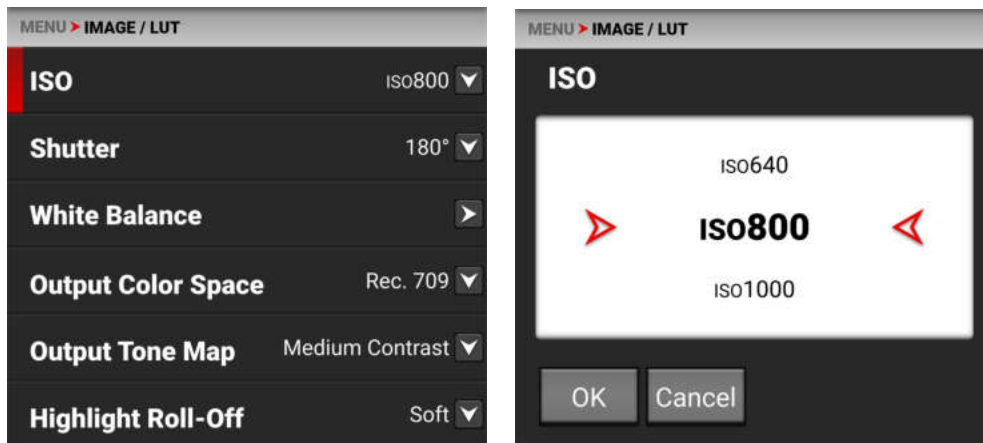 MENU > IMAGE / LUT
ISO ISO800
Shutter 180°
White Balance
Output Color Space Rec. 709
Output Tone Map Medium Contrast
Highlight Roll-Off Soft
MENU > IMAGE / LUT
ISO
ISO640
ISO800
ISO1000
OK Cancel